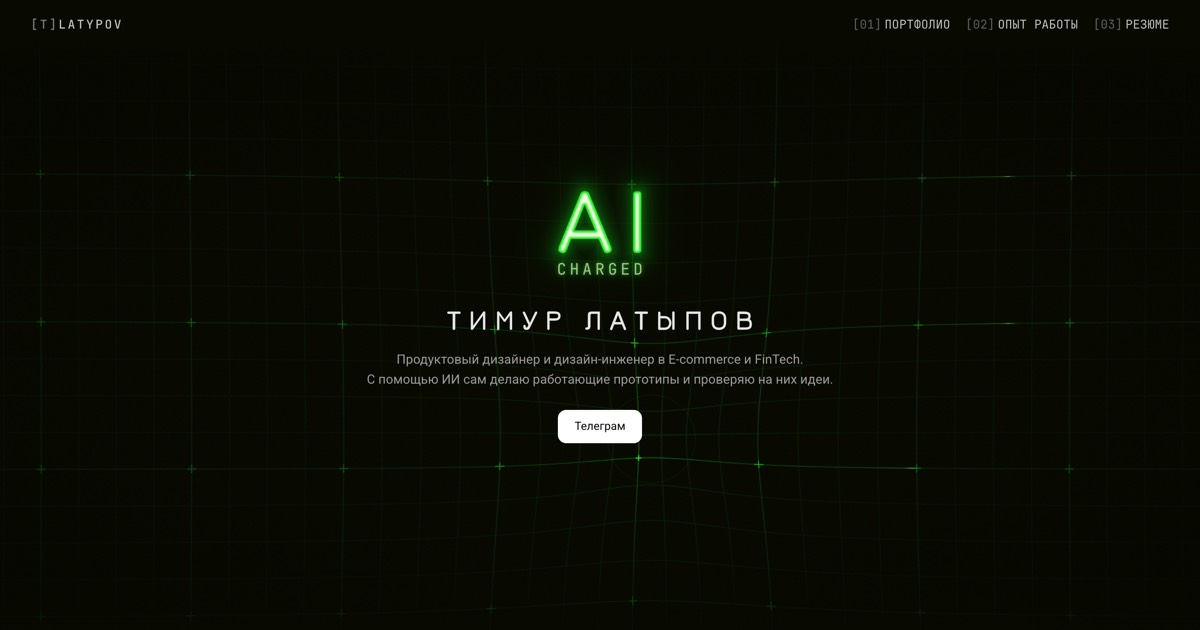 [T]LATYPOV
[01] ПОРТФОЛИО [02] ОПЫТ РАБОТЫ [03] РЕЗЮМЕ
AI
CHARGED
ТИМУР ЛАТЫПОВ
Продуктовый дизайнер и дизайн-инженер в E-commerce и FinTech.
С помощью ИИ сам делаю работающие прототипы и проверяю на них идеи.
Телеграм